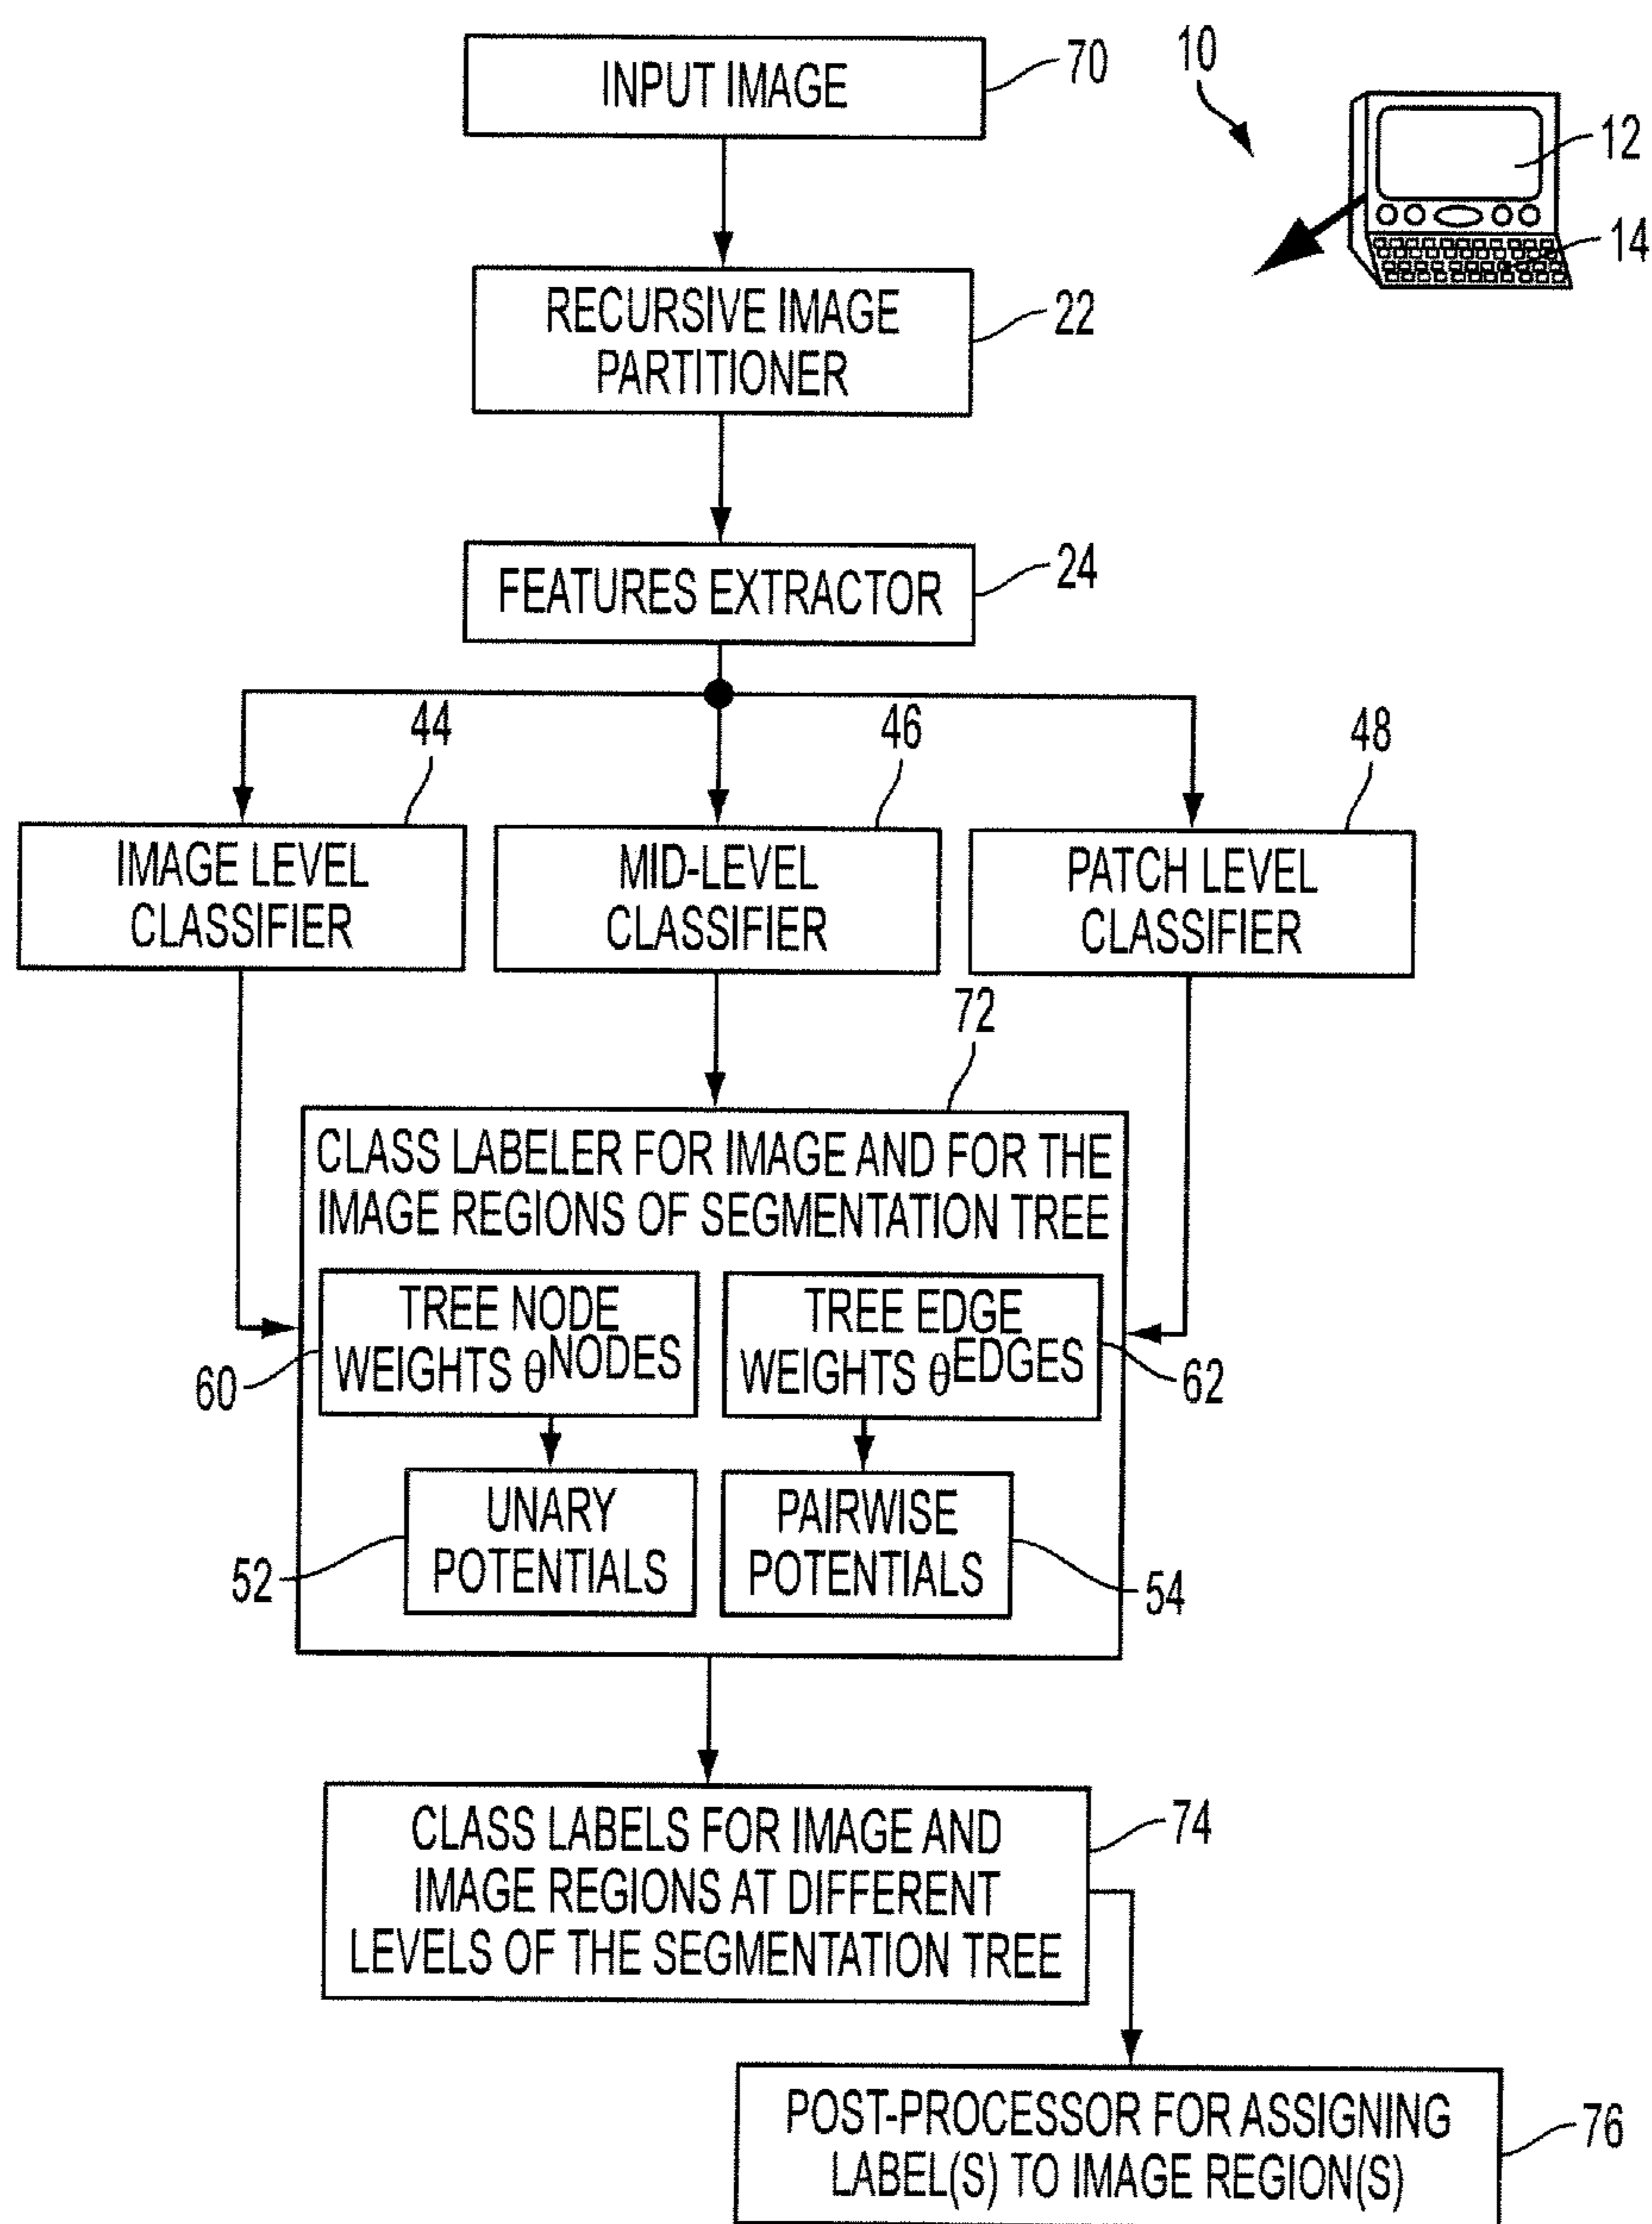 INPUT IMAGE
70
10
12
14
RECURSIVE IMAGE
PARTITIONER
22
FEATURES EXTRACTOR
24
44
46
48
IMAGE LEVEL
CLASSIFIER
MID-LEVEL
CLASSIFIER
PATCH LEVEL
CLASSIFIER
72
CLASS LABELER FOR IMAGE AND FOR THE
IMAGE REGIONS OF SEGMENTATION TREE
TREE NODE
WEIGHTS θNODES
60
TREE EDGE
WEIGHTS θEDGES
62
UNARY
POTENTIALS
52
PAIRWISE
POTENTIALS
54
CLASS LABELS FOR IMAGE AND
IMAGE REGIONS AT DIFFERENT
LEVELS OF THE SEGMENTATION TREE
74
POST-PROCESSOR FOR ASSIGNING
LABEL(S) TO IMAGE REGION(S)
76